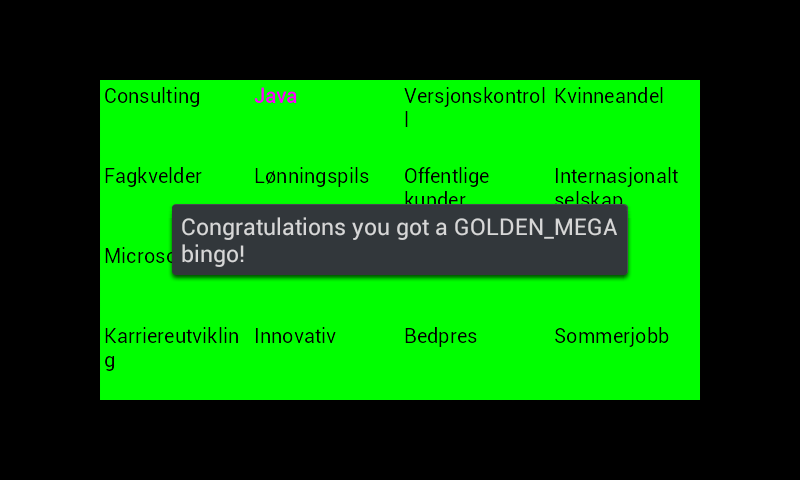 Consulting Java Versjonskontrol Kvinneandel
l
Fagkvelder Lønningspils Offentlige Internasjonalt
kunder selskap
Congratulations you got a GOLDEN_MEGA
bingo!
Karriereutviklin Innovativ Bedpres Sommerjobb
g